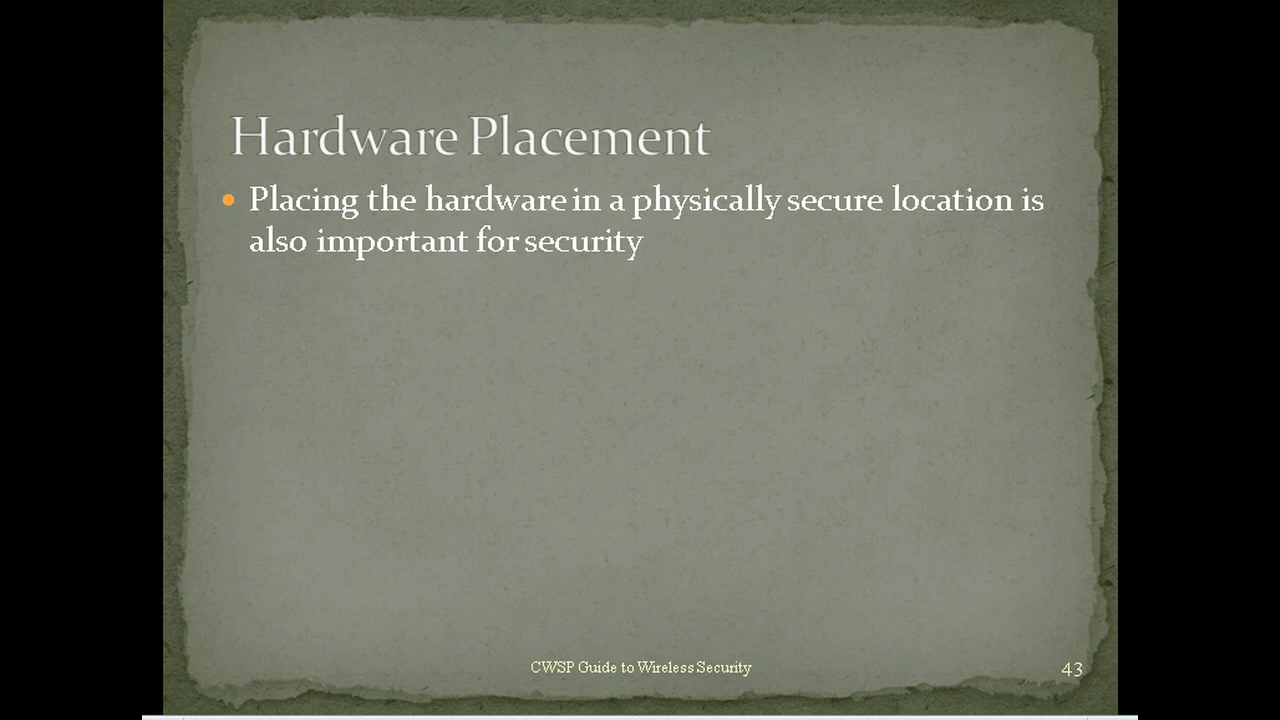 Hardware Placement
Placing the hardware in a physically secure location is
also important for security
CWSP Guide to Wireless Security
43